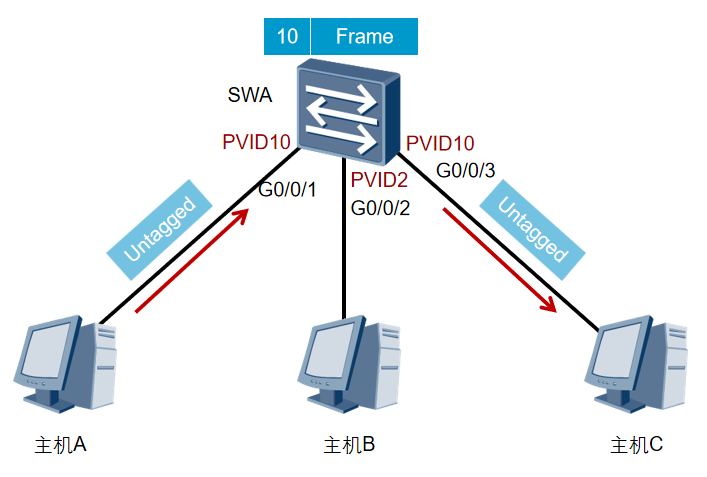 10 Frame
SWA
PVID10
PVID10
G0/0/3
G0/0/1
PVID2
G0/0/2
Untagged
Untagged
主机A
主机B
主机C